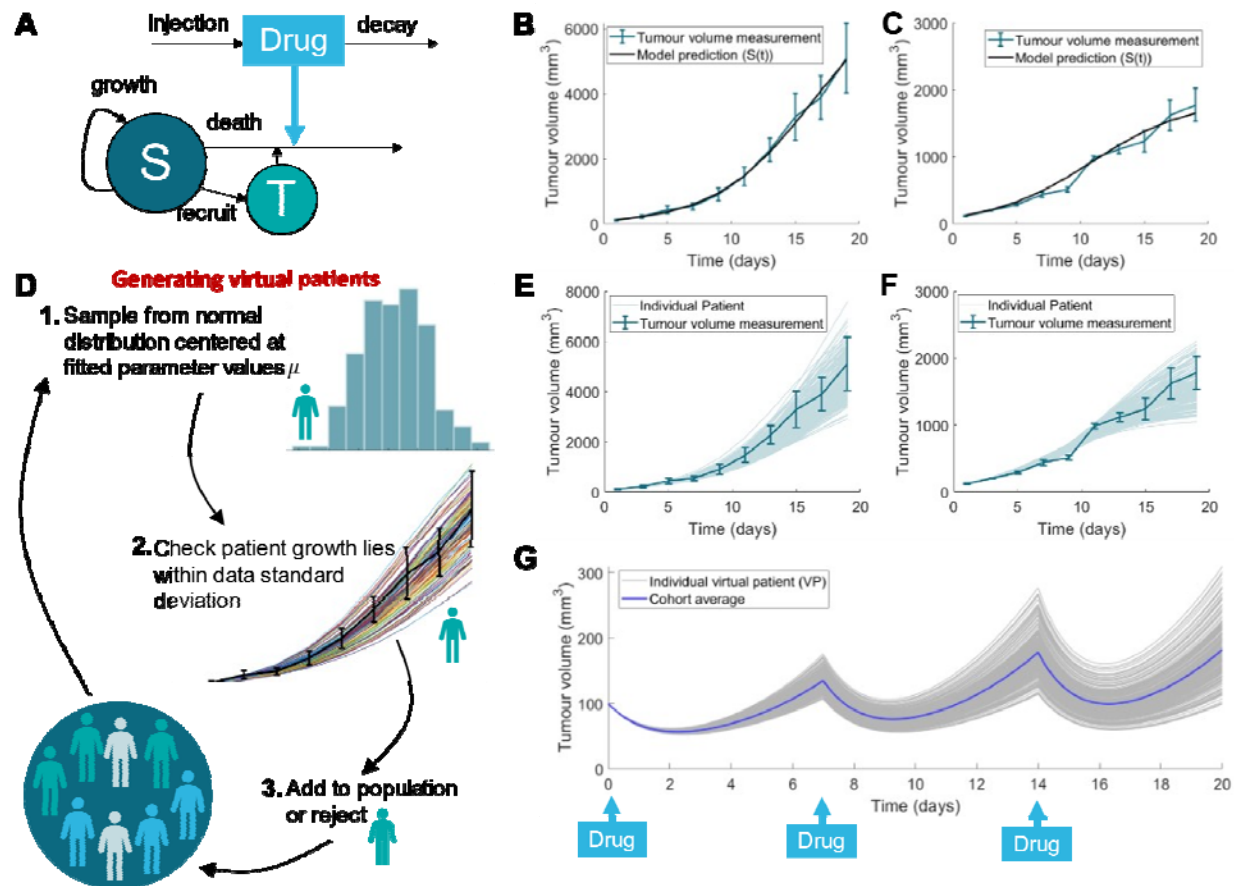 A
Injection
Drug
decay
growth
death
S
T
recruit
B
Tumour volume (mm³)
6000
4000
2000
0
Tumour volume measurement
Model prediction (S(t))
0 5 10 15 20
Time (days)
C
Tumour volume (mm³)
3000
2000
1000
0
Tumour volume measurement
Model prediction (S(t))
0 5 10 15 20
Time (days)
D
Generating virtual patients
1. Sample from normal
distribution centered at
fitted parameter values μ
2. Check patient growth lies
within data standard
deviation
3. Add to population
or reject
E
Tumour volume (mm³)
8000
6000
4000
2000
0
Individual Patient
Tumour volume measurement
0 5 10 15 20
Time (days)
F
Tumour volume (mm³)
3000
2000
1000
0
Individual Patient
Tumour volume measurement
0 5 10 15 20
Time (days)
G
Tumour volume (mm³)
300
200
100
0
Individual virtual patient (VP)
Cohort average
0 2 4 6 8 10 12 14 16 18 20
Time (days)
Drug
Drug
Drug